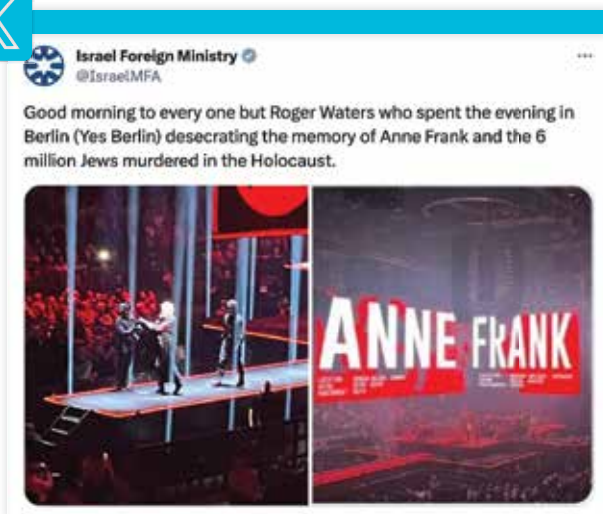 Israel Foreign Ministry
@IsraelMFA
Good morning to every one but Roger Waters who spent the evening in
Berlin (Yes Berlin) desecrating the memory of Anne Frank and the 6
million Jews murdered in the Holocaust.
ANNE FRANK